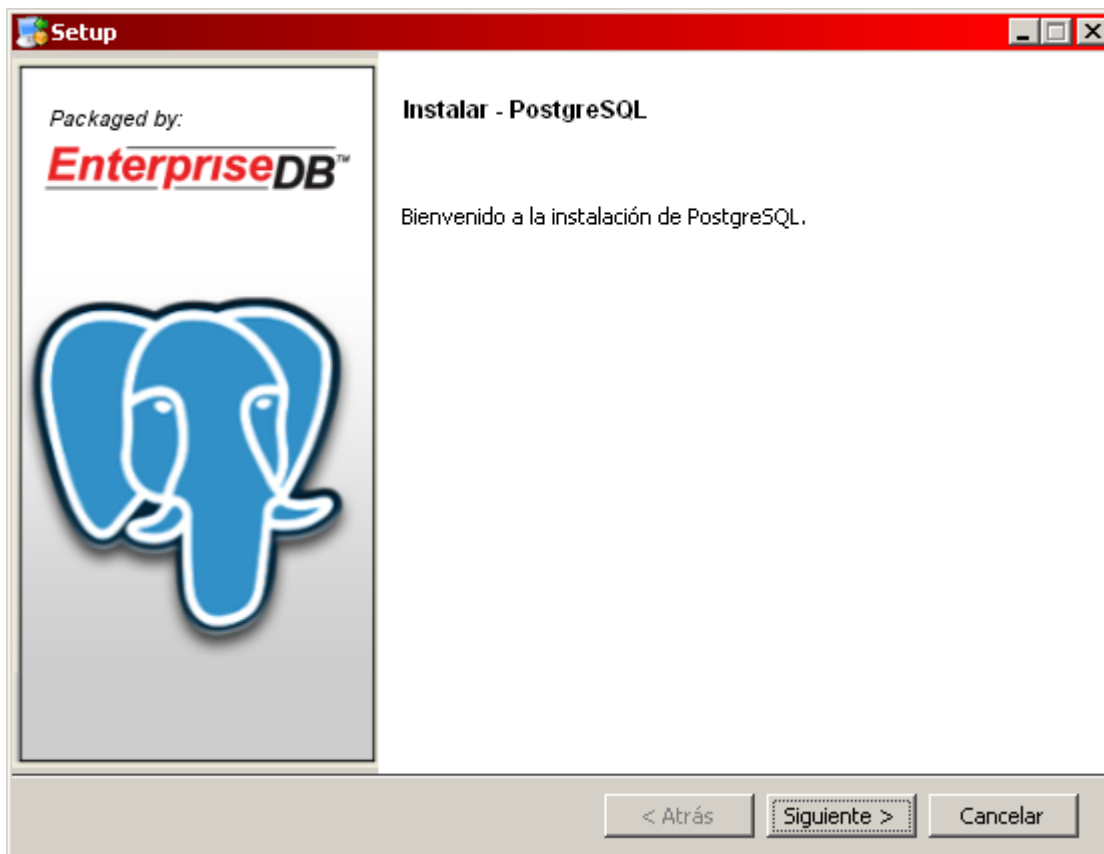 Setup
Packaged by:
EnterpriseDB™
Instalar - PostgreSQL
Bienvenido a la instalación de PostgreSQL.
< Atrás
Siguiente >
Cancelar